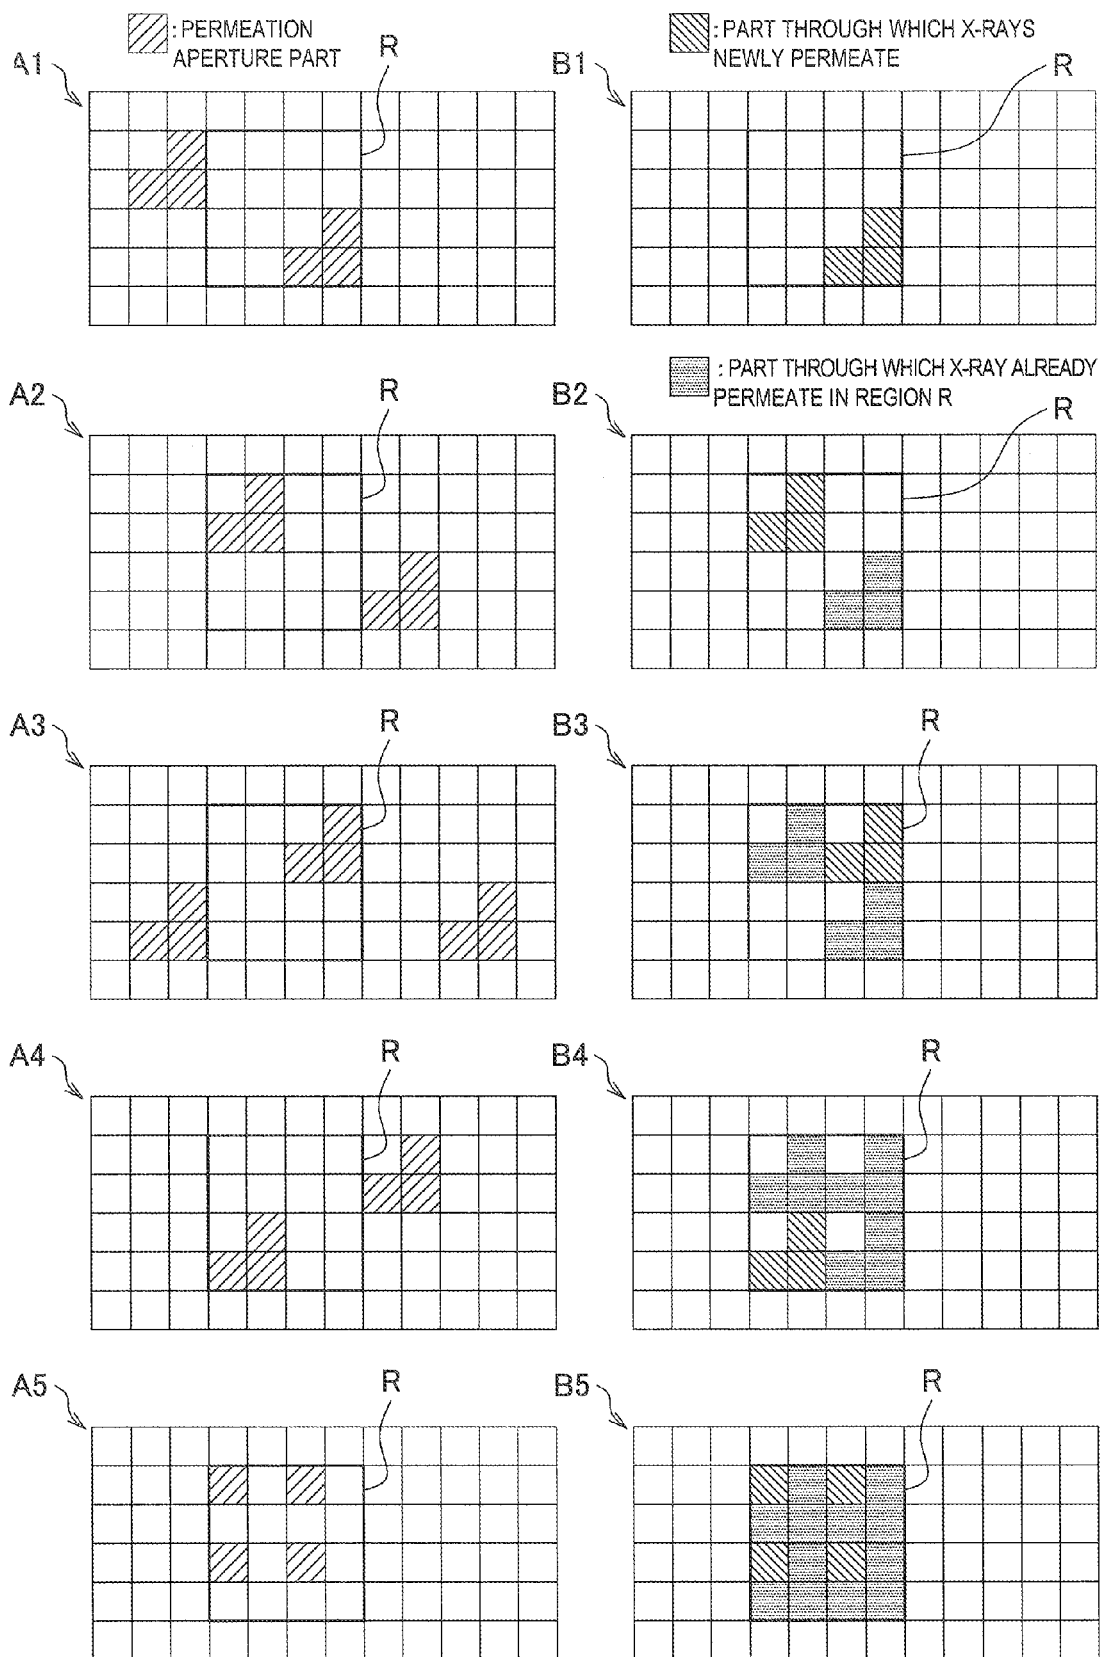 : PERMEATION
APERTURE PART
: PART THROUGH WHICH X-RAYS
NEWLY PERMEATE
A1
R
B1
R
: PART THROUGH WHICH X-RAY ALREADY
PERMEATE IN REGION R
A2
R
B2
R
A3
R
B3
R
A4
R
B4
R
A5
R
B5
R